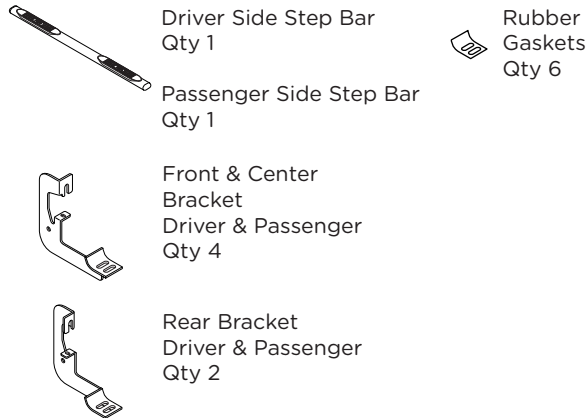 Driver Side Step Bar
Qty 1
Passenger Side Step Bar
Qty 1
Front & Center
Bracket
Driver & Passenger
Qty 4
Rear Bracket
Driver & Passenger
Qty 2
Rubber
Gaskets
Qty 6